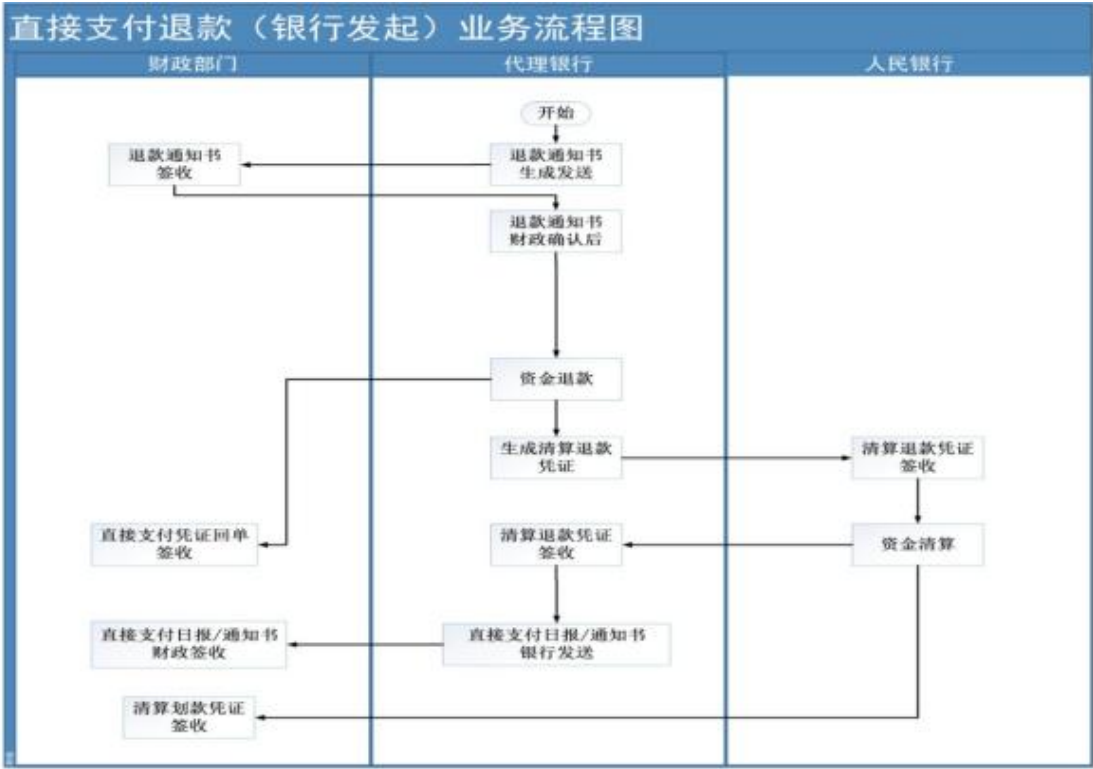 直接支付退款（银行发起）业务流程图
财政部门
代理银行
人民银行
开始
退款通知书
签收
退款通知书
生成发送
退款通知书
财政确认后
资金退款
生成清算退款
凭证
清算退款凭证
签收
直接支付凭证回单
签收
清算退款凭证
签收
资金清算
直接支付日报/通知书
财政签收
直接支付日报/通知书
银行发送
清算划款凭证
签收